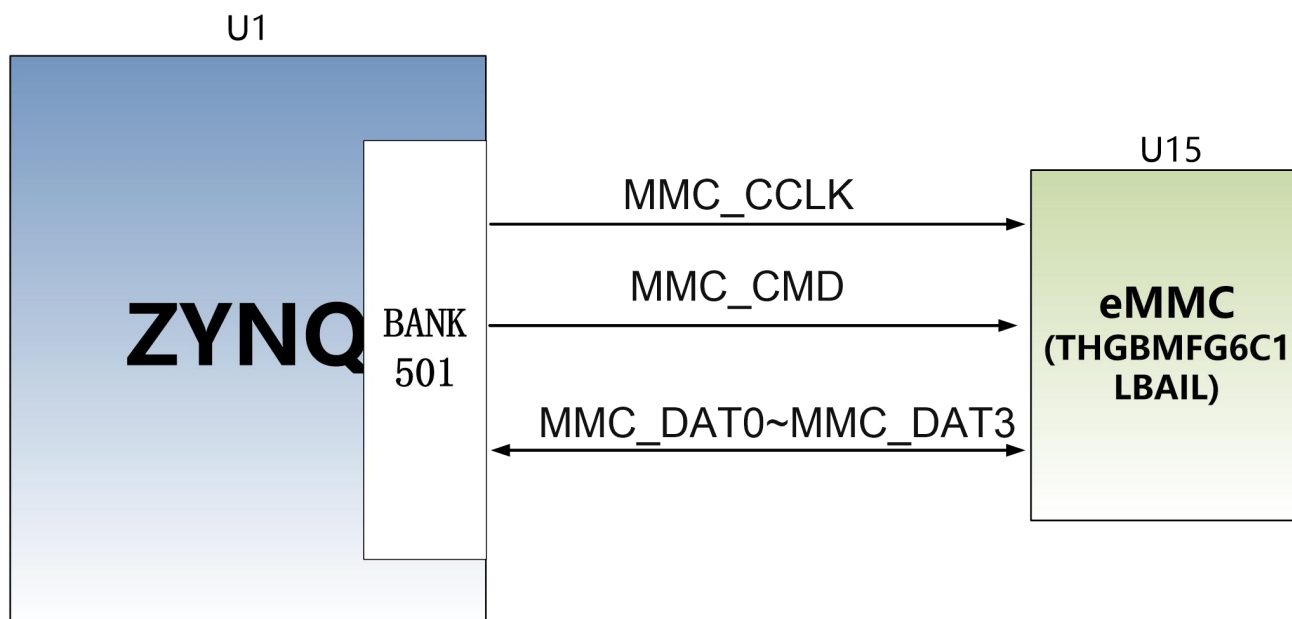 U1
U15
MMC_CCLK
MMC_CMD
ZYNQ
BANK
501
eMMC
(THGBMFG6C1
LBAIL)
MMC_DAT0~MMC_DAT3